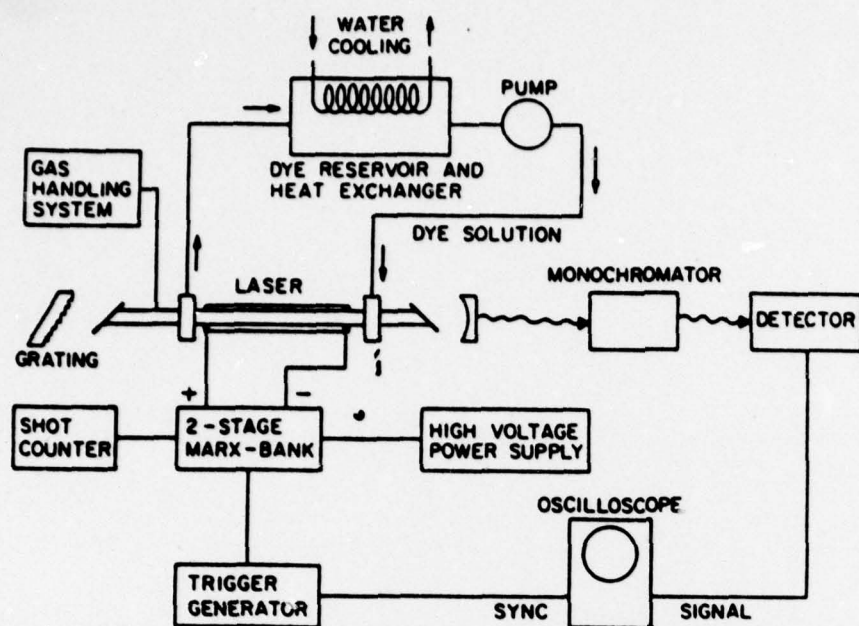 WATER
COOLING
PUMP
GAS
HANDLING
SYSTEM
DYE RESERVOIR AND
HEAT EXCHANGER
DYE SOLUTION
LASER
MONOCHROMATOR
DETECTOR
GRATING
+ -
SHOT
COUNTER
2-STAGE
MARX-BANK
HIGH VOLTAGE
POWER SUPPLY
OSCILLOSCOPE
TRIGGER
GENERATOR
SYNC
SIGNAL